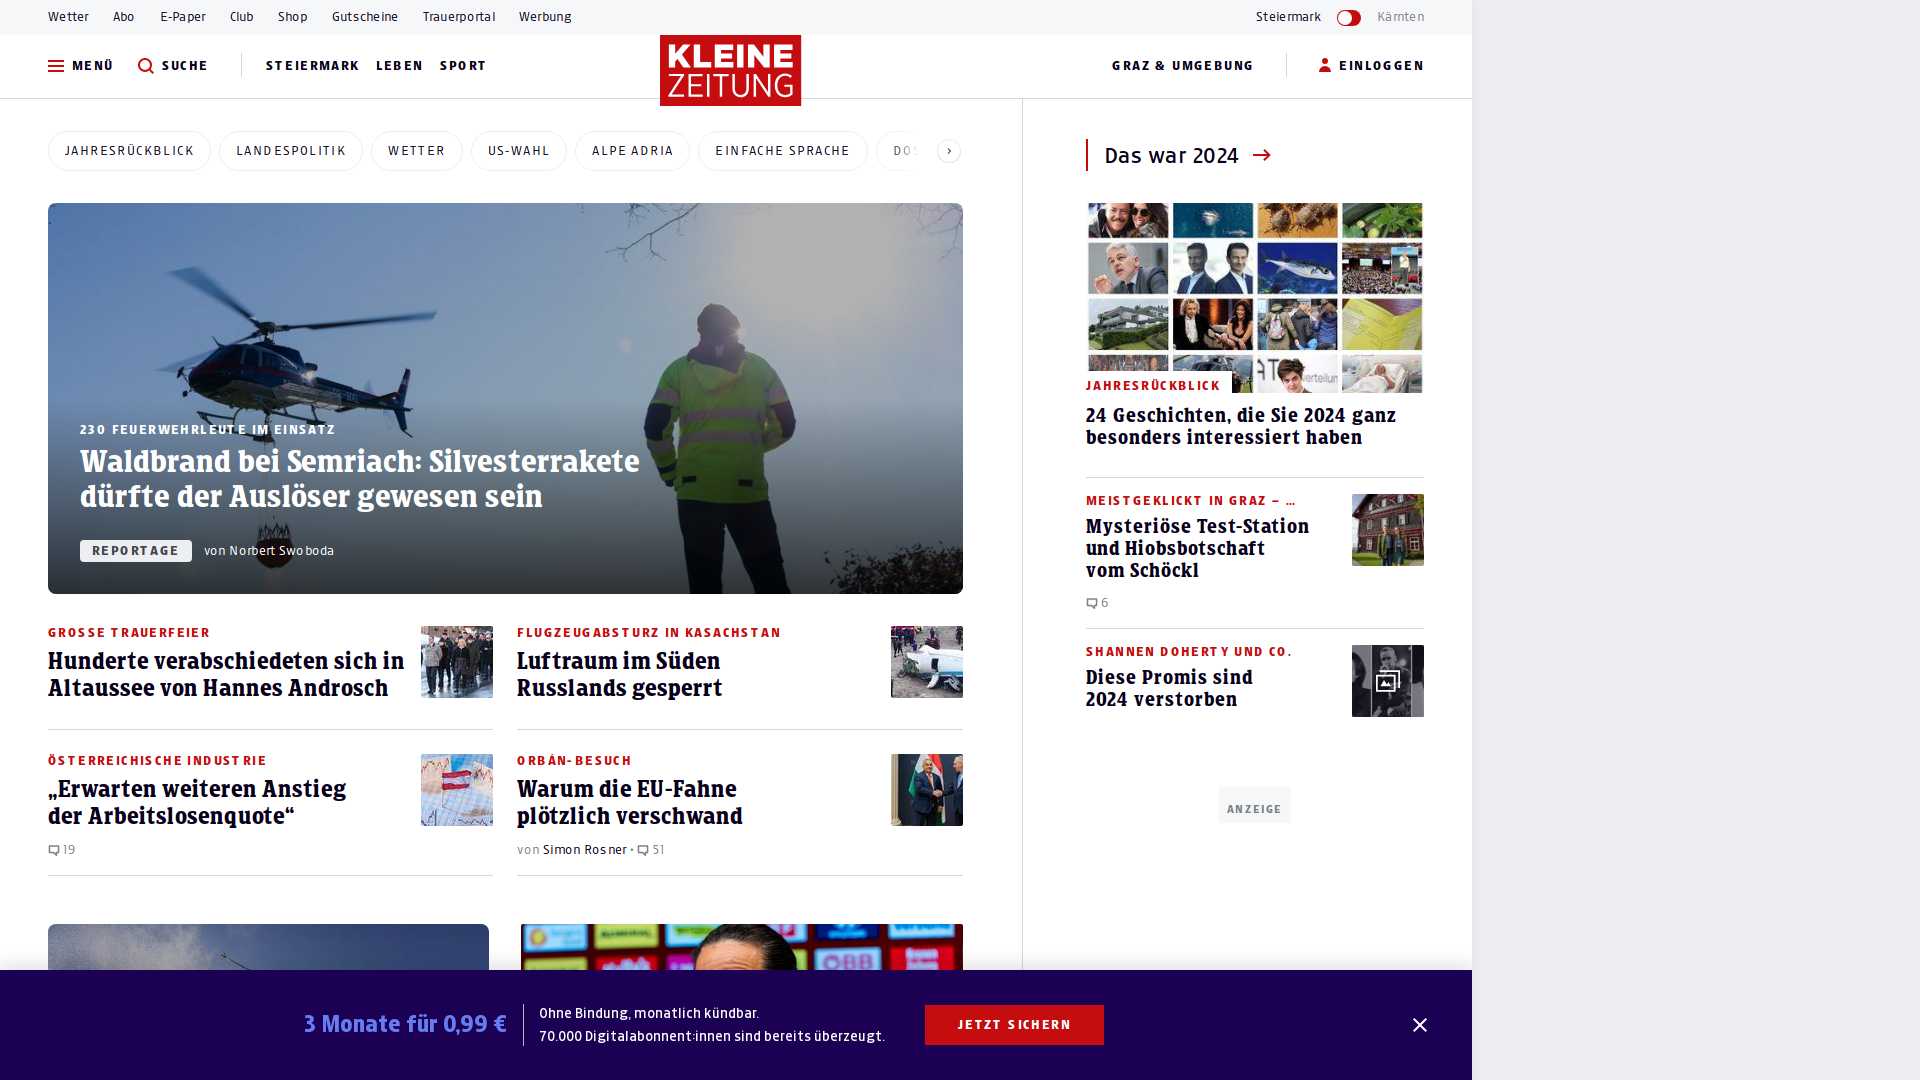 Wetter Abo E-Paper Club Shop Gutscheine Trauerportal Werbung Steiermark Kärnten
MENÜ SUCHE STEIERMARK LEBEN SPORT KLEINE ZEITUNG GRAZ & UMGEBUNG EINLOGGEN
JAHRESRÜCKBLICK LANDESPOLITIK WETTER US-WAHL ALPE ADRIA EINFACHE SPRACHE
230 FEUERWEHRLEUTE IM EINSATZ
Waldbrand bei Semriach: Silvesterrakete
dürfte der Auslöser gewesen sein
REPORTAGE von Norbert Swoboda
GROSSE TRAUERFEIER
Hunderte verabschiedeten sich in
Altaussee von Hannes Androsch
FLUGZEUGABSTURZ IN KASACHSTAN
Luftraum im Süden
Russlands gesperrt
ÖSTERREICHISCHE INDUSTRIE
„Erwarten weiteren Anstieg
der Arbeitslosenquote“
19
ORBÁN-BESUCH
Warum die EU-Fahne
plötzlich verschwand
von Simon Rosner • 51
Das war 2024
JAHRESRÜCKBLICK
24 Geschichten, die Sie 2024 ganz
besonders interessiert haben
MEISTGEKLICKT IN GRAZ – ...
Mysteriöse Test-Station
und Hiobsbotschaft
vom Schöckl
6
SHANNEN DOHERTY UND CO.
Diese Promis sind
2024 verstorben
ANZEIGE
ÖBB
3 Monate für 0,99 €
Ohne Bindung, monatlich kündbar.
70.000 Digitalabonnent:innen sind bereits überzeugt.
JETZT SICHERN